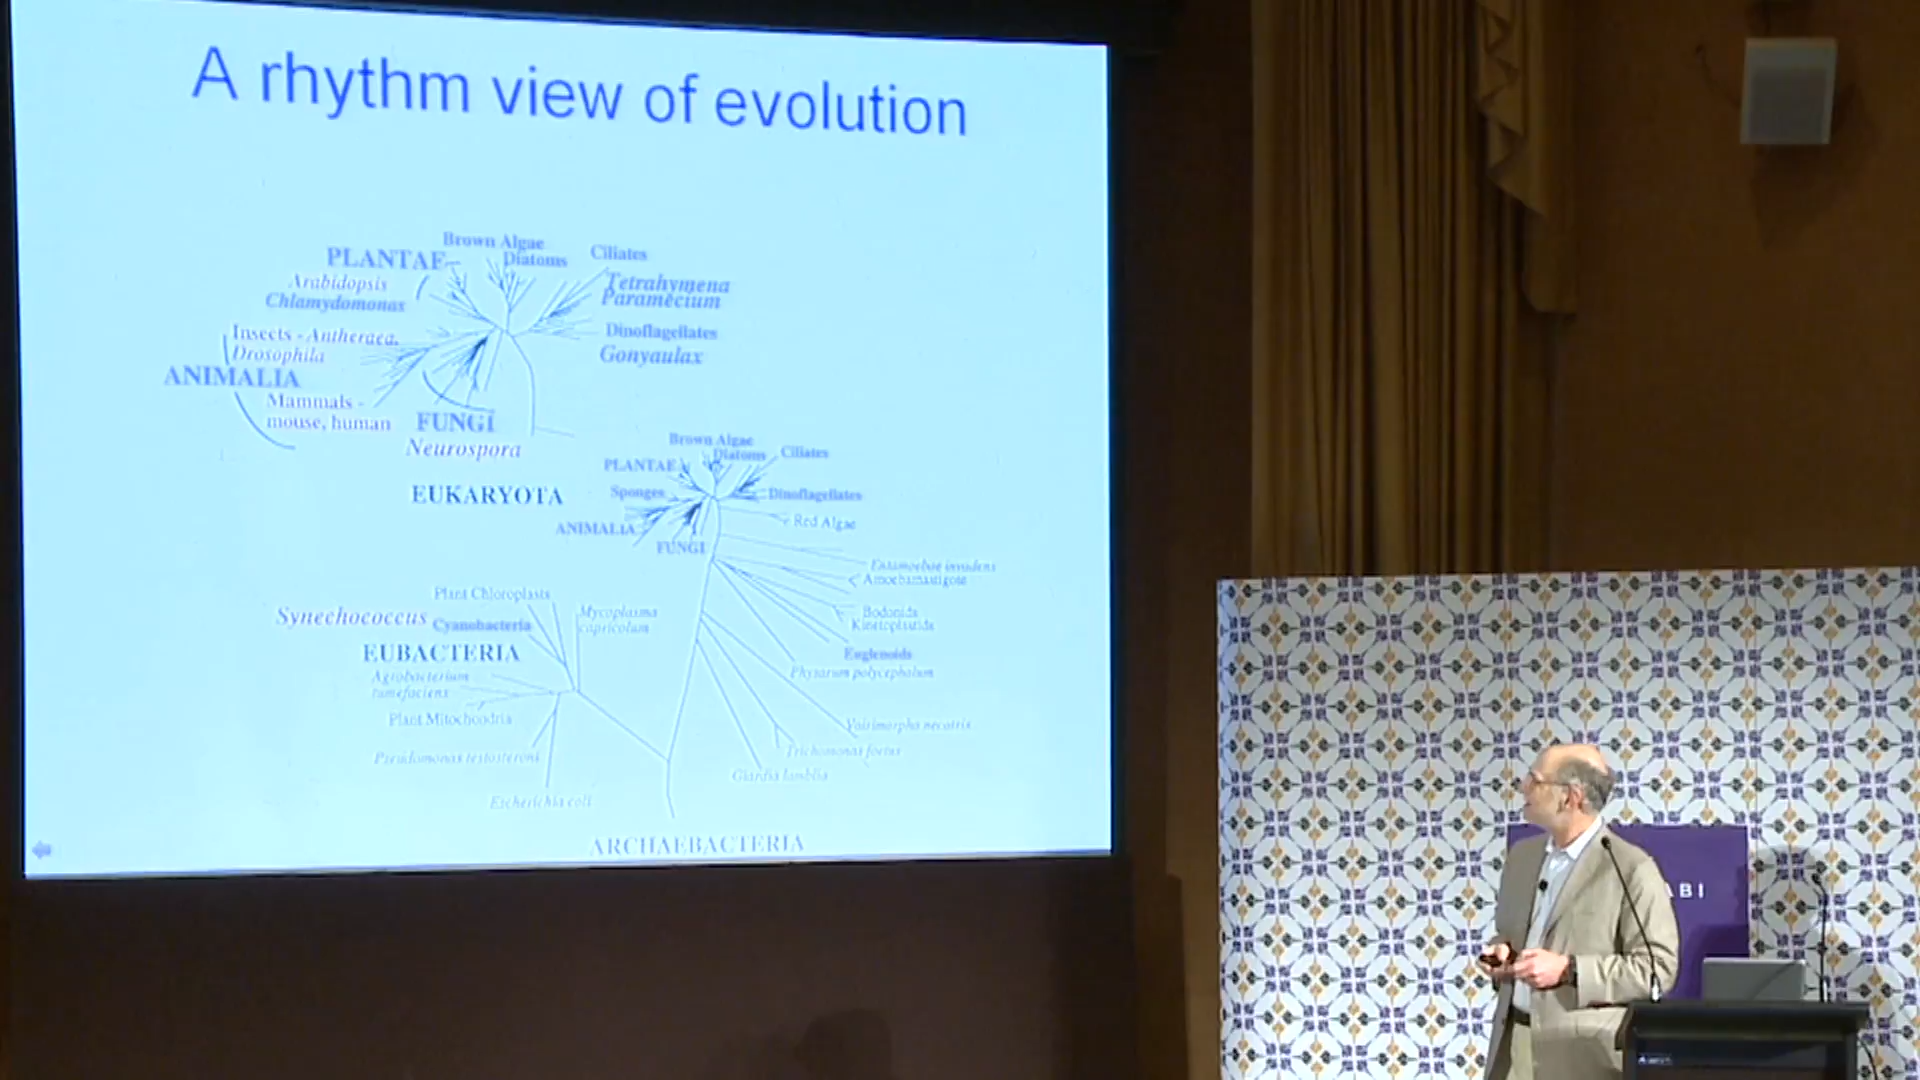 A rhythm view of evolution
Brown Algae
PLANTAE
Diatoms
Ciliates
Arabidopsis
Chlamydomonas
Tetrahymena
Paramecium
Insects - Antheraea,
Drosophila
Dinoflagellates
Gonyaulax
ANIMALIA
Mammals -
mouse, human
FUNGI
Neurospora
EUKARYOTA
Brown Algae
Diatoms
Ciliates
PLANTAE
Sponges
Dinoflagellates
ANIMALIA
Red Algae
FUNGI
Entamoebae invadens
Amoebamastigote
Plant Chloroplasts
Synechococcus
Cyanobacteria
Mycoplasma
capricolum
Bodonids
Kinetoplastids
EUBACTERIA
Euglenoids
Agrobacterium
tumefaciens
Physarum polycephalum
Plant Mitochondria
Vairimorpha necatrix
Pseudomonas testosteroni
Trichomonas foetus
Giardia lamblia
Escherichia coli
ARCHAEBACTERIA
ABI